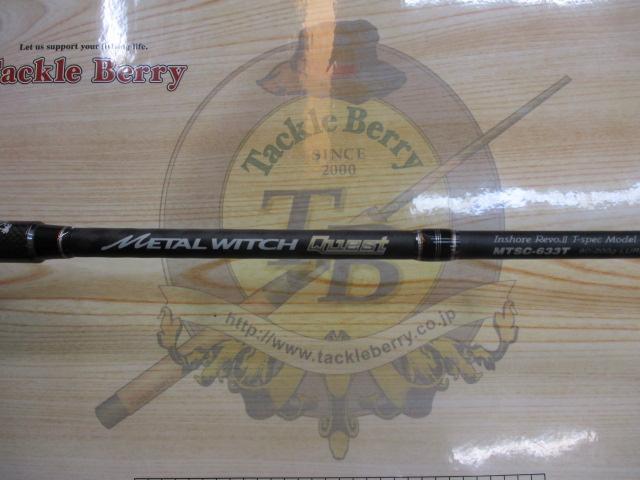 Let us support your fishing life.
Tackle Berry
Tackle Berry
SINCE
2000
TB
METAL WITCH Quest
Inshore Revo.II T-spec Model
MTSC-633T
http://www.tackleberry.co.jp